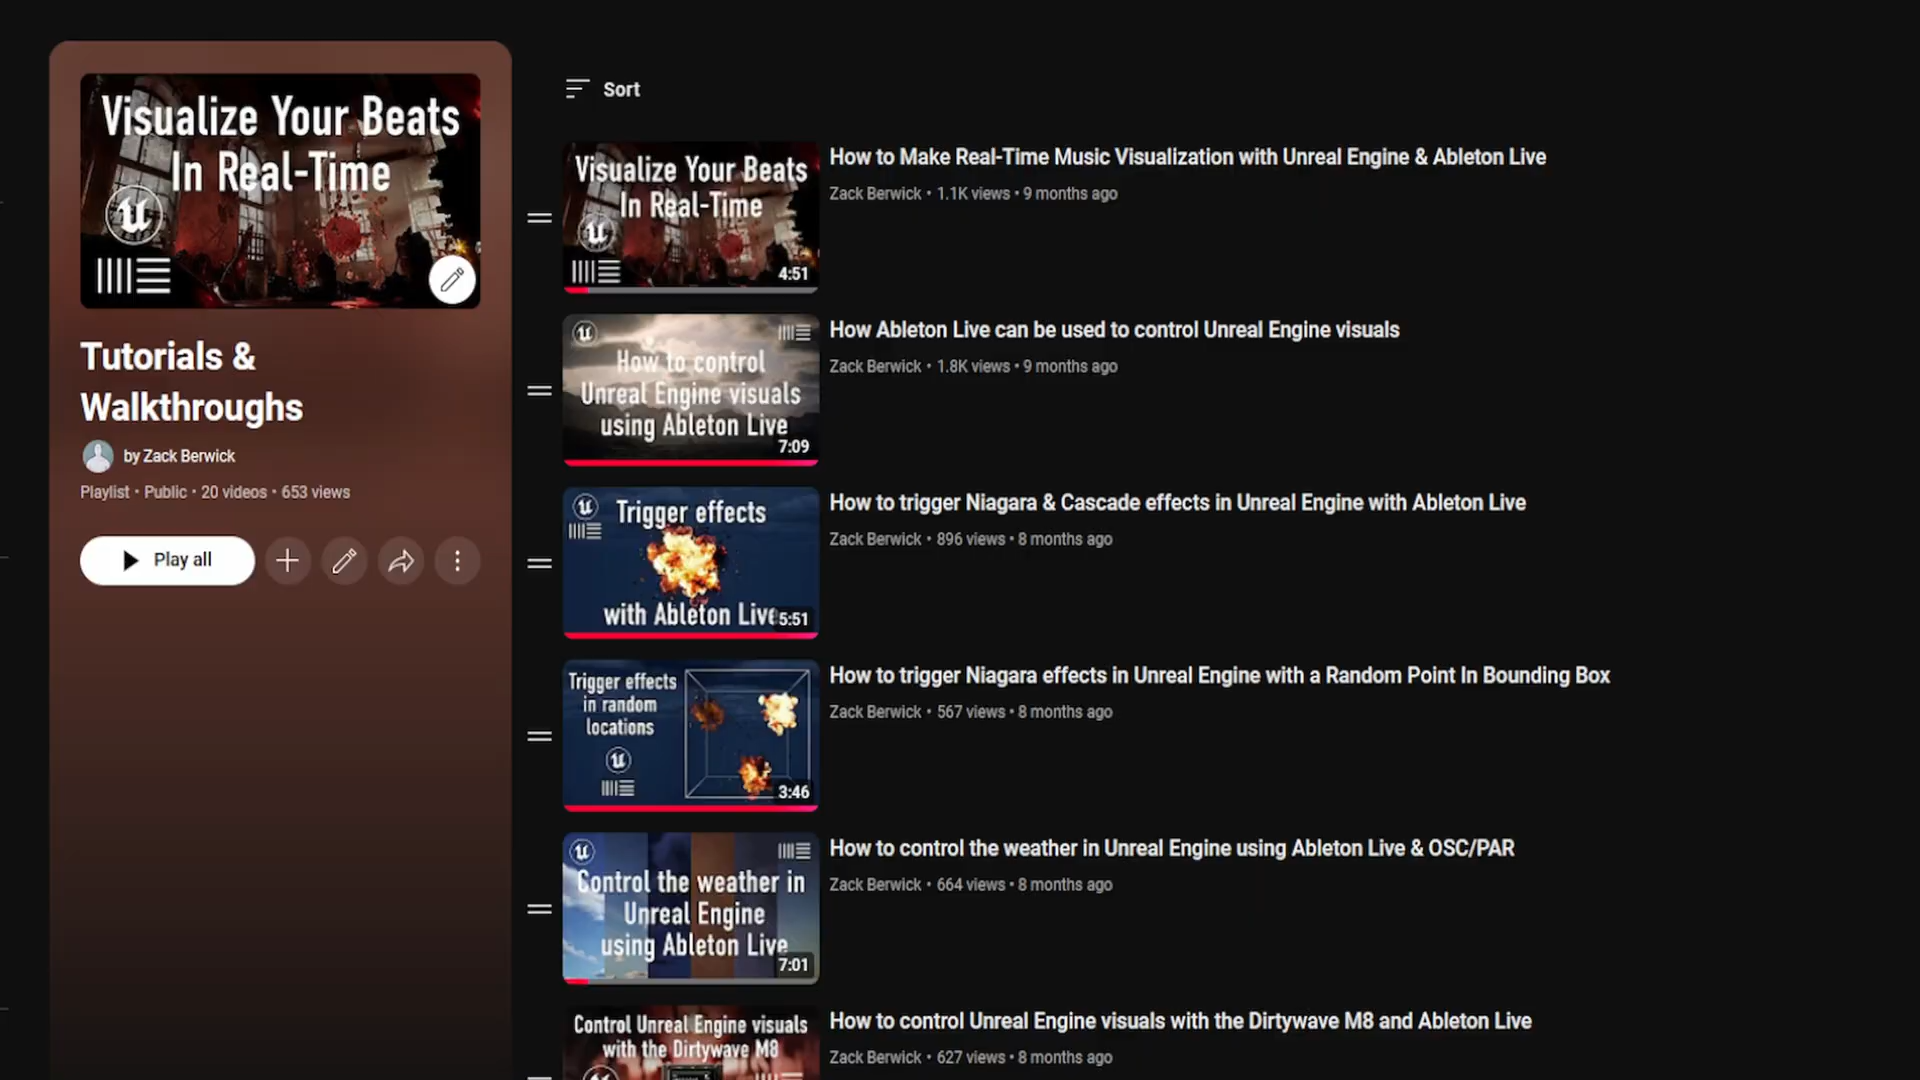 Visualize Your Beats
In Real-Time
Tutorials &
Walkthroughs
by Zack Berwick
Playlist • Public • 20 videos • 653 views
Play all
Sort
Visualize Your Beats
In Real-Time
4:51
How to Make Real-Time Music Visualization with Unreal Engine & Ableton Live
Zack Berwick • 1.1K views • 9 months ago
How to control
Unreal Engine visuals
using Ableton Live
7:09
How Ableton Live can be used to control Unreal Engine visuals
Zack Berwick • 1.8K views • 9 months ago
Trigger effects
with Ableton Live
5:51
How to trigger Niagara & Cascade effects in Unreal Engine with Ableton Live
Zack Berwick • 896 views • 8 months ago
Trigger effects
in random
locations
3:46
How to trigger Niagara effects in Unreal Engine with a Random Point In Bounding Box
Zack Berwick • 567 views • 8 months ago
Control the weather in
Unreal Engine
using Ableton Live
7:01
How to control the weather in Unreal Engine using Ableton Live & OSC/PAR
Zack Berwick • 664 views • 8 months ago
Control Unreal Engine visuals
with the Dirtywave M8
How to control Unreal Engine visuals with the Dirtywave M8 and Ableton Live
Zack Berwick • 627 views • 8 months ago